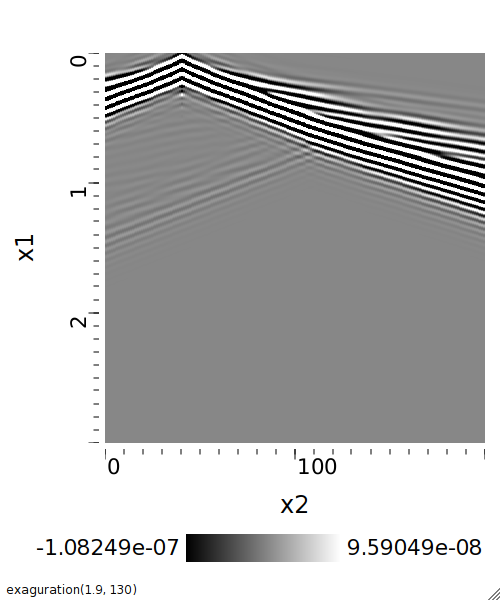 0
1
2
x1
0
100
x2
-1.08249e-07
9.59049e-08
exaguration(1.9, 130)